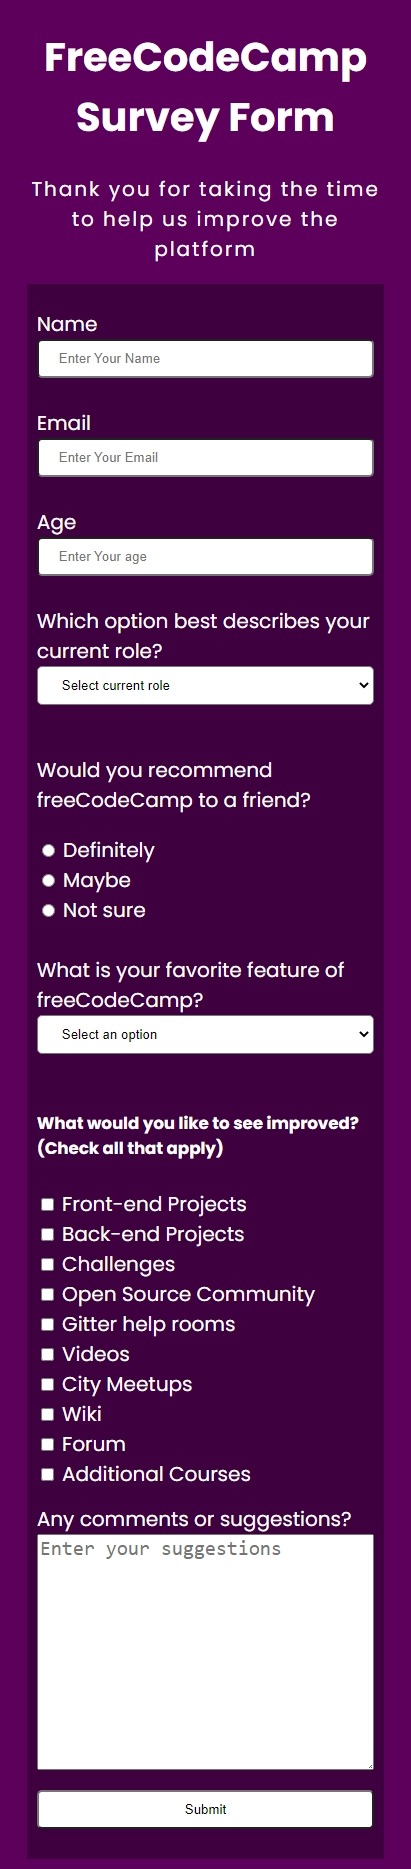 FreeCodeCamp
Survey Form
Thank you for taking the time
to help us improve the
platform
Name
Enter Your Name
Email
Enter Your Email
Age
Enter Your age
Which option best describes your
current role?
Select current role
Would you recommend
freeCodeCamp to a friend?
Definitely
Maybe
Not sure
What is your favorite feature of
freeCodeCamp?
Select an option
What would you like to see improved?
(Check all that apply)
Front-end Projects
Back-end Projects
Challenges
Open Source Community
Gitter help rooms
Videos
City Meetups
Wiki
Forum
Additional Courses
Any comments or suggestions?
Enter your suggestions
Submit